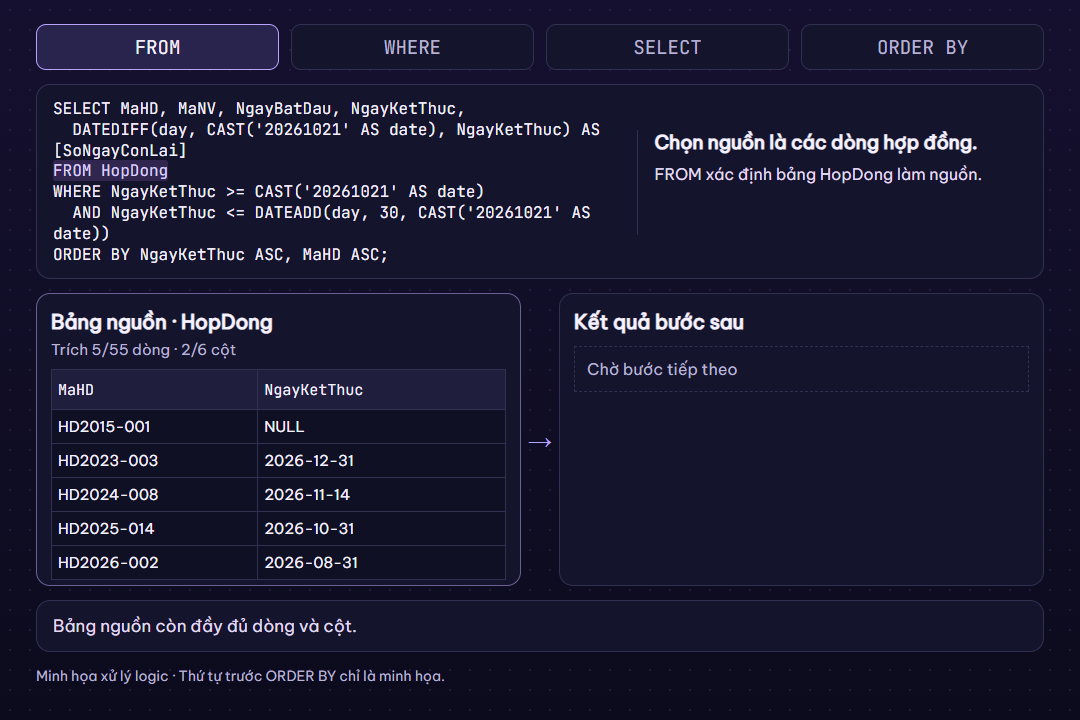 FROM
WHERE
SELECT
ORDER BY
SELECT MaHD, MaNV, NgayBatDau, NgayKetThuc,
  DATEDIFF(day, CAST('20261021' AS date), NgayKetThuc) AS
[SoNgayConLai]
FROM HopDong
WHERE NgayKetThuc >= CAST('20261021' AS date)
  AND NgayKetThuc <= DATEADD(day, 30, CAST('20261021' AS
date))
ORDER BY NgayKetThuc ASC, MaHD ASC;
Chọn nguồn là các dòng hợp đồng.
FROM xác định bảng HopDong làm nguồn.
Bảng nguồn · HopDong
Trích 5/55 dòng · 2/6 cột
MaHD NgayKetThuc
HD2015-001 NULL
HD2023-003 2026-12-31
HD2024-008 2026-11-14
HD2025-014 2026-10-31
HD2026-002 2026-08-31
→
Kết quả bước sau
Chờ bước tiếp theo
Bảng nguồn còn đầy đủ dòng và cột.
Minh họa xử lý logic · Thứ tự trước ORDER BY chỉ là minh họa.